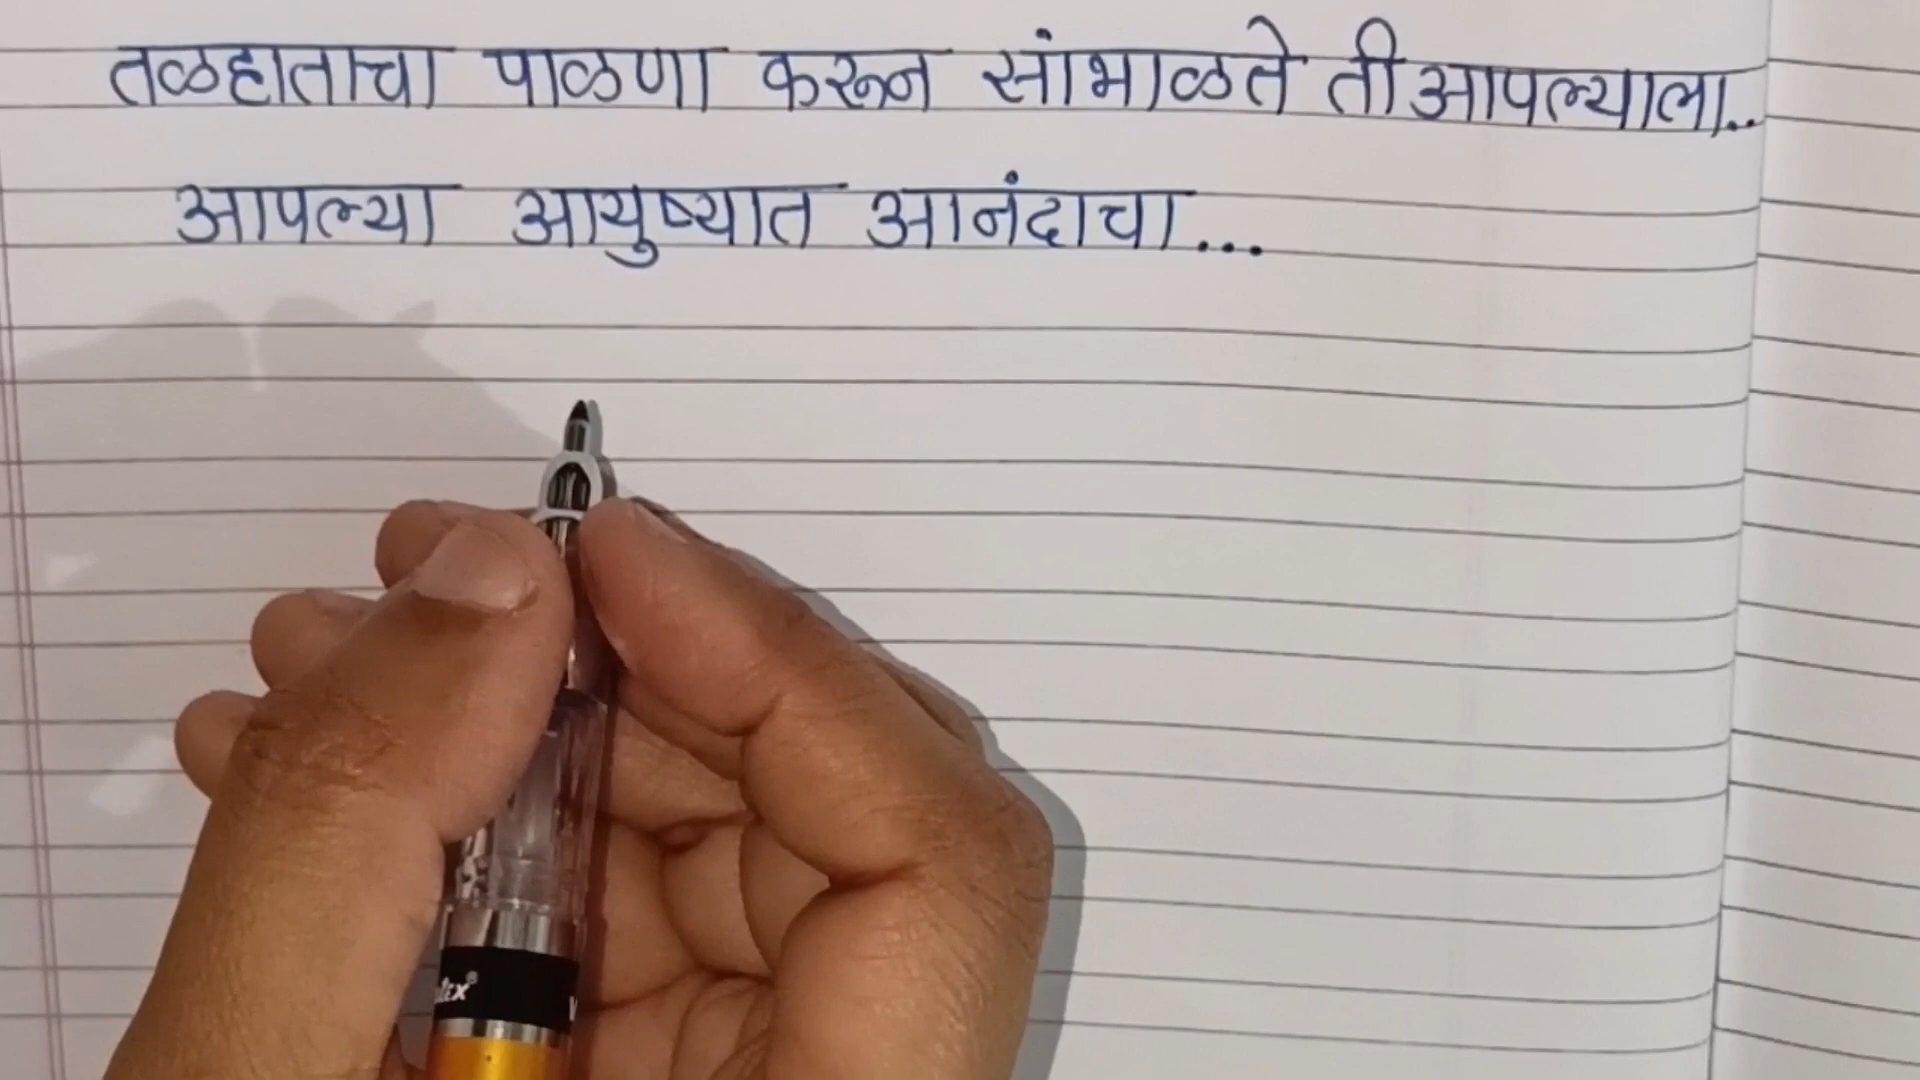 तळहाताचा पाळणा करून सांभाळते ती आपल्याला..
आपल्या आयुष्यात आनंदाचा...